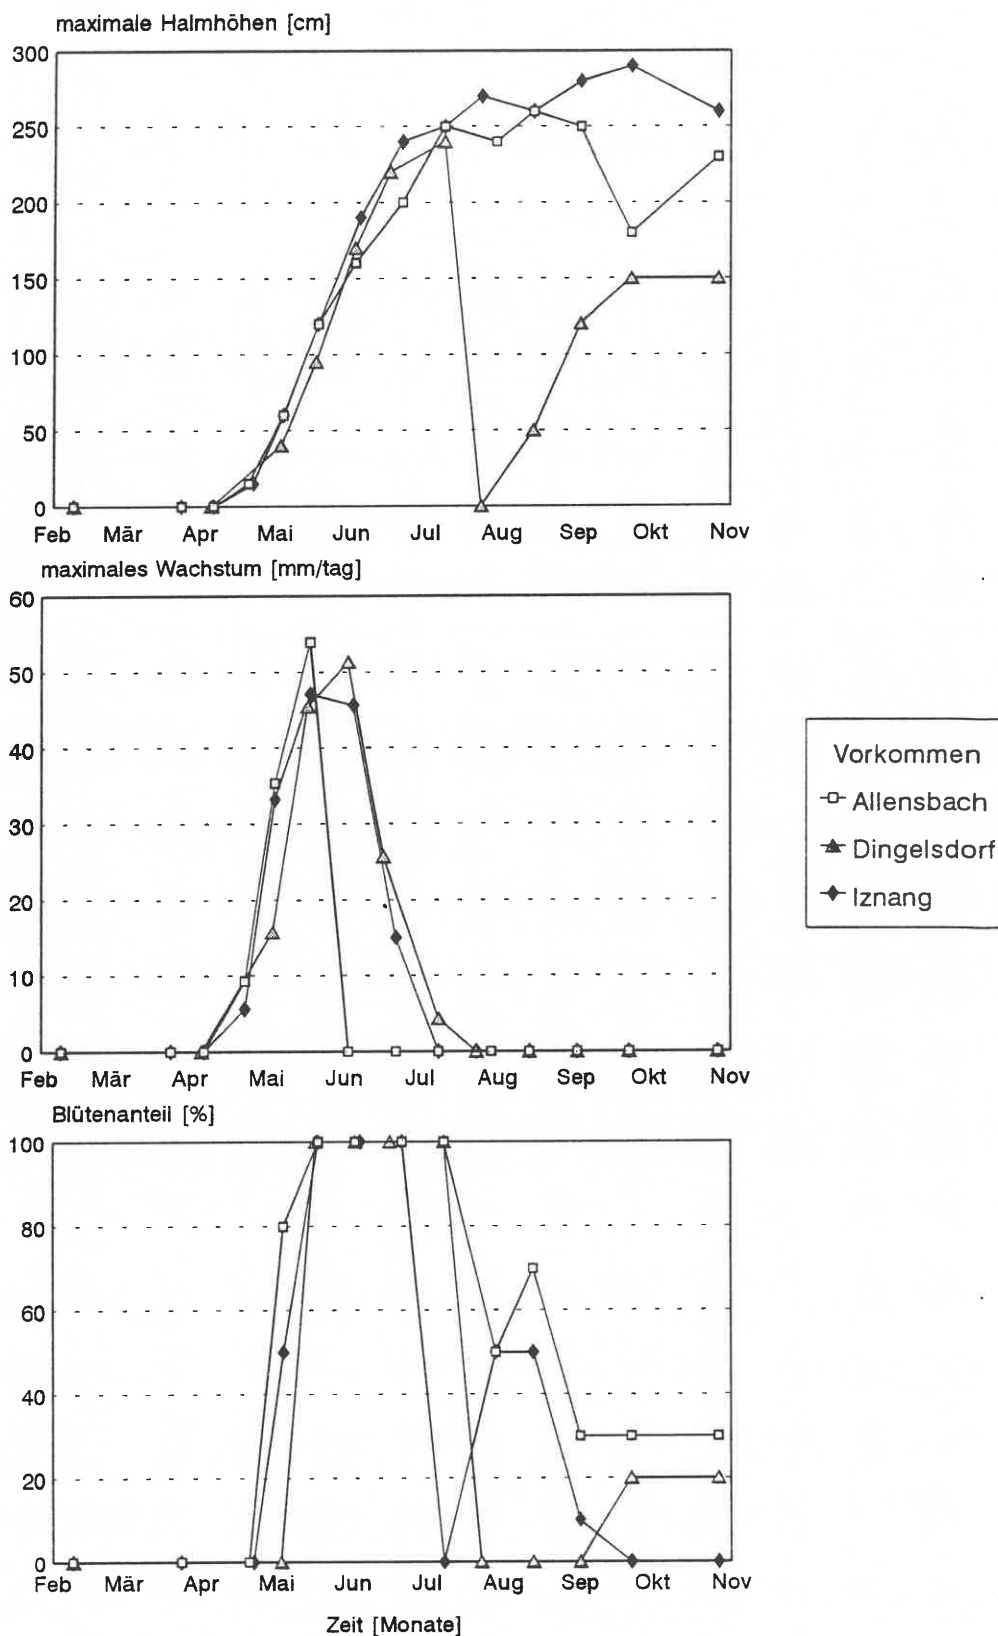 maximale Halmhöhen [cm]
300
250
200
150
100
50
0
Feb Mär Apr Mai Jun Jul Aug Sep Okt Nov
maximales Wachstum [mm/tag]
60
50
40
30
20
10
0
Feb Mär Apr Mai Jun Jul Aug Sep Okt Nov
Vorkommen
Allensbach
Dingelsdorf
Iznang
Blütenanteil [%]
100
80
60
40
20
0
Feb Mär Apr Mai Jun Jul Aug Sep Okt Nov
Zeit [Monate]